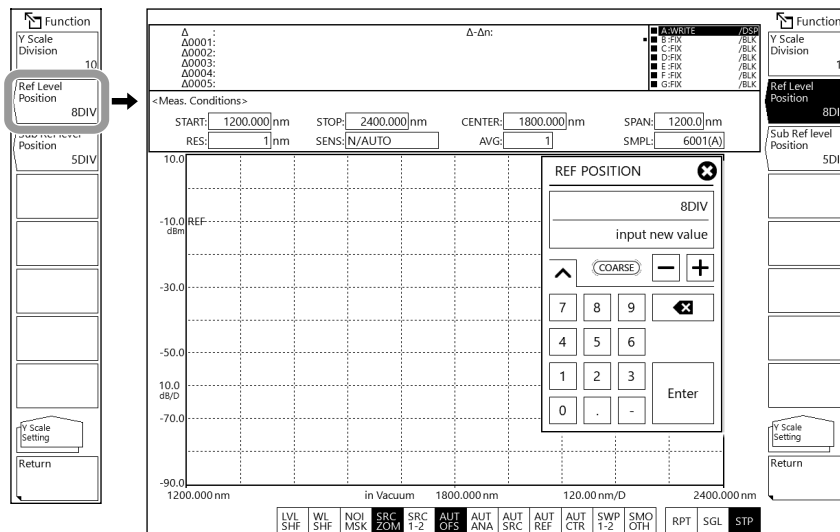 Function
Y Scale
Division
10
Ref Level
Position
8DIV
Sub Ref level
Position
5DIV
Y Scale
Setting
Return
Δ :
Δ0001:
Δ0002:
Δ0003:
Δ0004:
Δ0005:
Δ-Δn:
A:WRITE /DSP
B:FIX /BLK
C:FIX /BLK
D:FIX /BLK
E:FIX /BLK
F:FIX /BLK
G:FIX /BLK
<Meas. Conditions>
START: 1200.000 nm STOP: 2400.000 nm CENTER: 1800.000 nm SPAN: 1200.0 nm
RES: 1 nm SENS: N/AUTO AVG: 1 SMPL: 6001(A)
10.0
-10.0 REF
dBm
-30.0
-50.0
10.0
dB/D
-70.0
-90.0
1200.000 nm in Vacuum 1800.000 nm 120.00 nm/D 2400.000 nm
REF POSITION
8DIV
input new value
COARSE
7 8 9
4 5 6
1 2 3
Enter
0 . -
LVL SHF WL SHF NOI MSK SRC ZOM SRC 1-2 AUT OFS AUT ANA AUT SRC AUT REF AUT CTR SWP 1-2 SMO OTH RPT SGL STP
Function
Y Scale
Division
1
Ref Level
Position
8DI
Sub Ref level
Position
5DI
Y Scale
Setting
Return